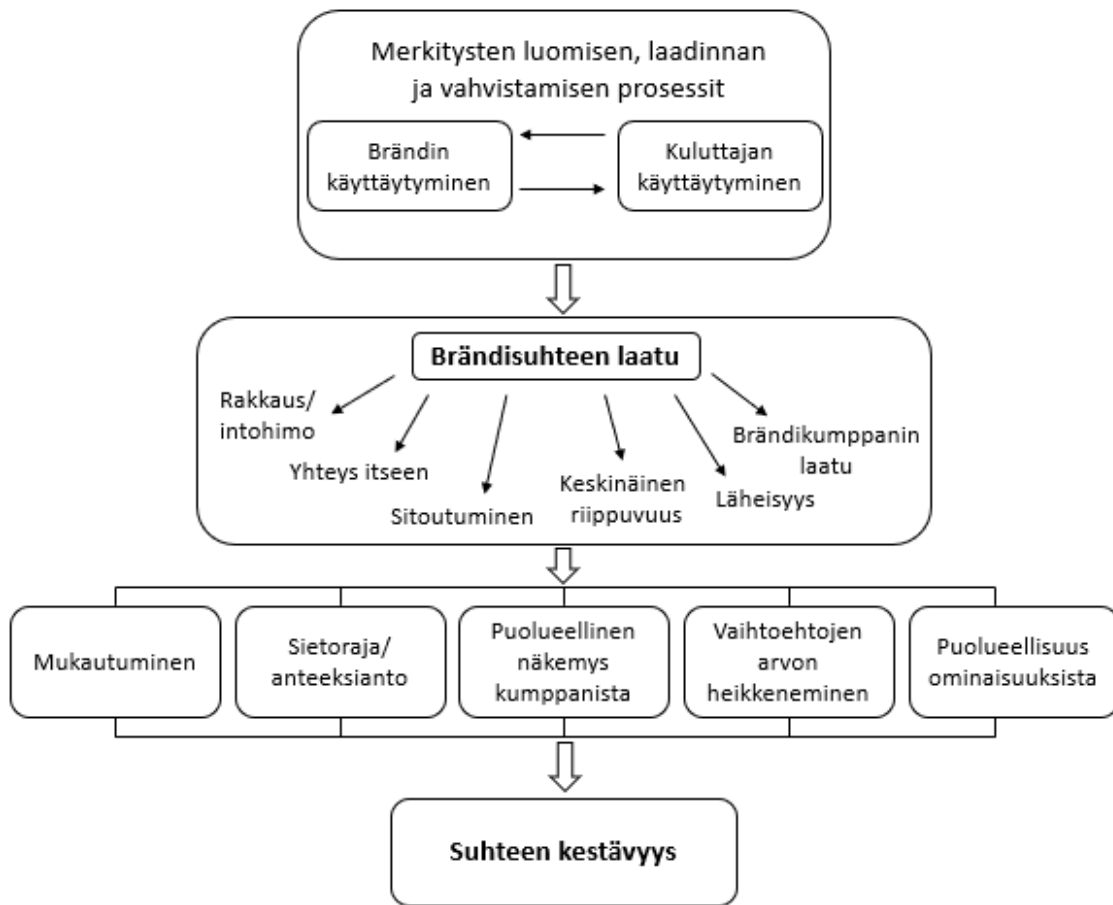 Merkitysten luomisen, laadinnan
ja vahvistamisen prosessit
Brändin
käyttäytyminen
Kuluttajan
käyttäytyminen
Brändisuhteen laatu
Rakkaus/
intohimo
Yhteys itseen
Sitoutuminen
Keskinäinen
riippuvuus
Läheisyys
Brändikumppanin
laatu
Mukautuminen
Sietoraja/
anteeksianto
Puolueellinen
näkemys
kumppanista
Vaihtoehtojen
arvon
heikkeneminen
Puolueellisuus
ominaisuuksista
Suhteen kestävyys